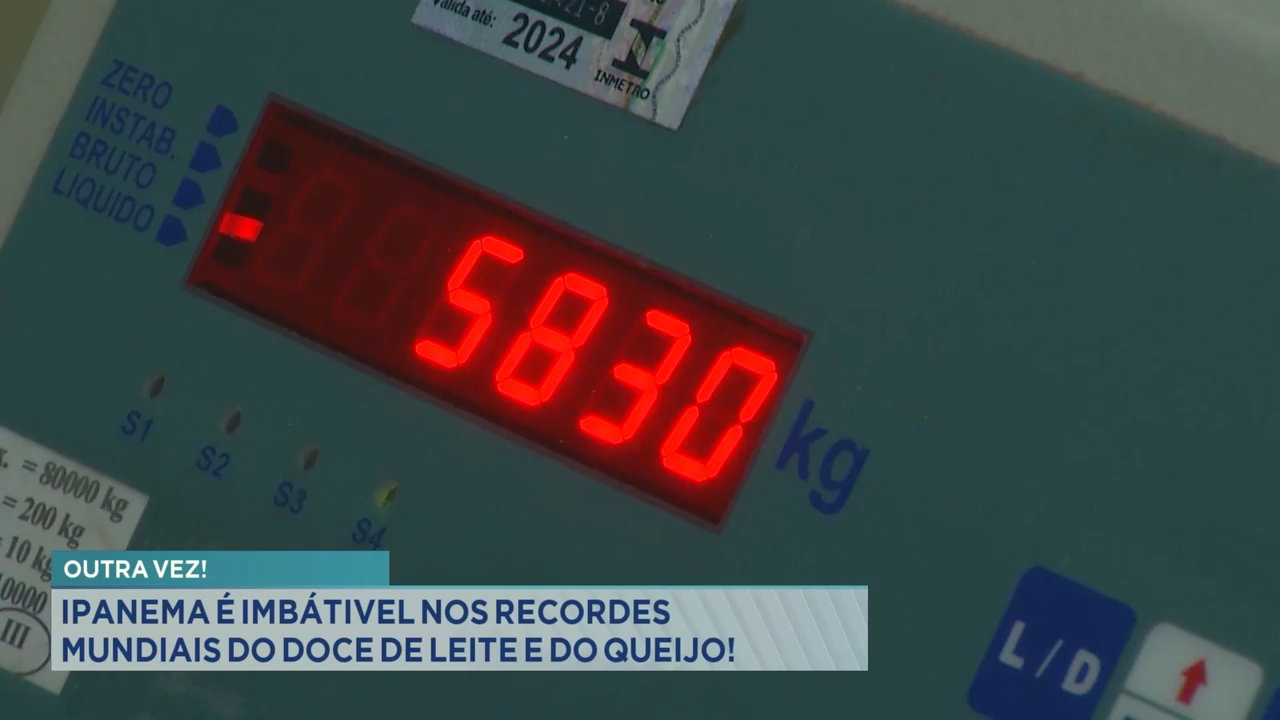 Válida até:
2024
INMETRO
ZERO
INSTAB.
BRUTO
LIQUIDO
5830
kg
S1
S2
S3
S4
= 80000 kg
= 200 kg
10 kg
III
OUTRA VEZ!
IPANEMA É IMBÁTIVEL NOS RECORDES
MUNDIAIS DO DOCE DE LEITE E DO QUEIJO!
L/D